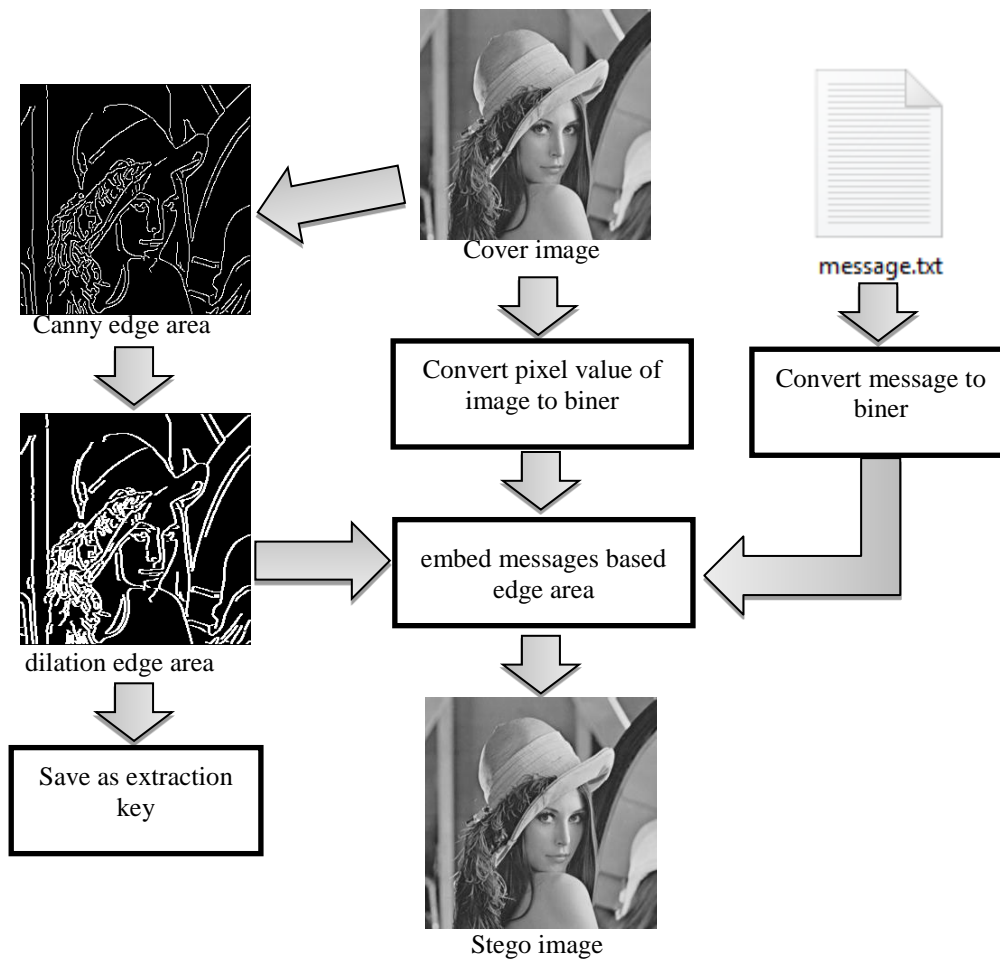 Cover image
message.txt
Canny edge area
Convert pixel value of
image to biner
Convert message to
biner
embed messages based
edge area
dilation edge area
Save as extraction
key
Stego image